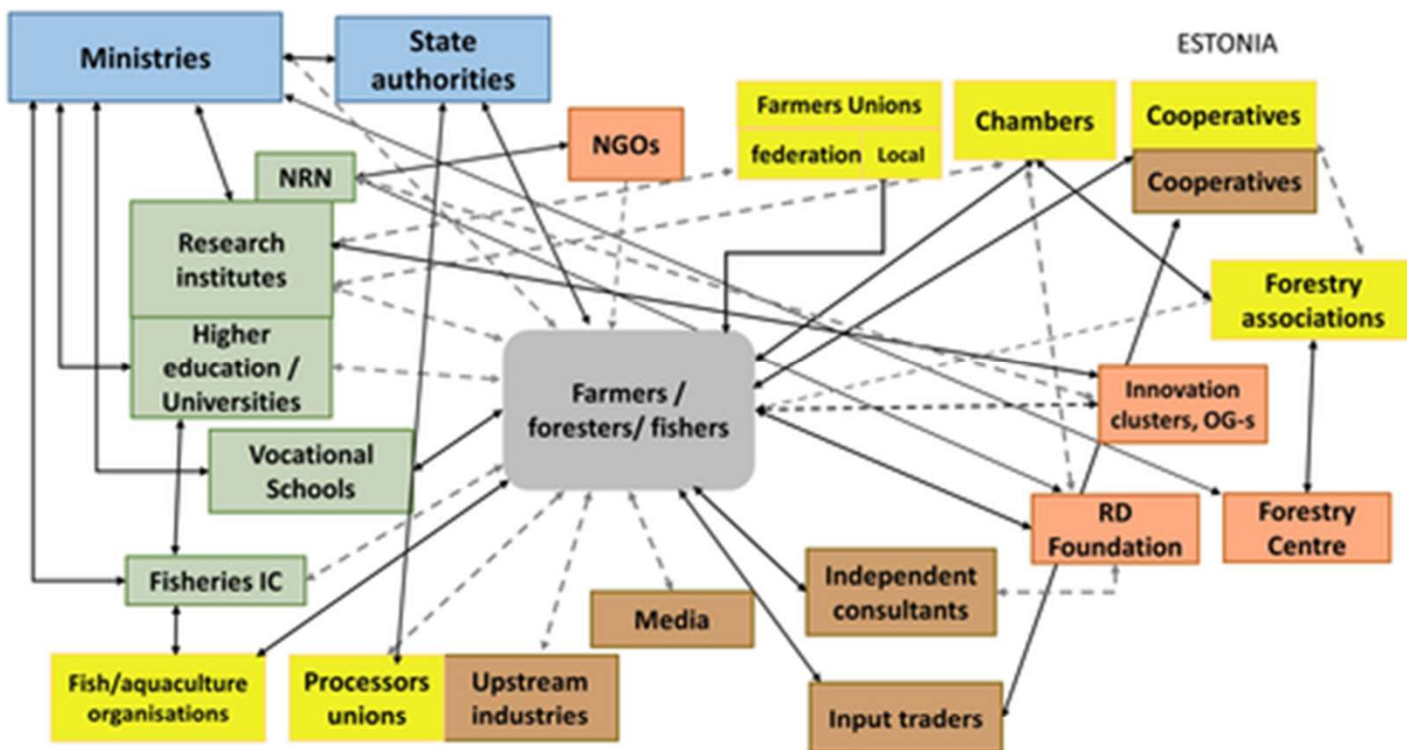 Ministries
State
authorities
ESTONIA
NGOs
Farmers Unions
federation
Local
Chambers
Cooperatives
Cooperatives
NRN
Research
institutes
Higher
education /
Universities
Vocational
Schools
Farmers /
foresters/ fishers
Forestry
associations
Innovation
clusters, OG-s
RD
Foundation
Forestry
Centre
Fisheries IC
Independent
consultants
Media
Fish/aquaculture
organisations
Processors
unions
Upstream
industries
Input traders